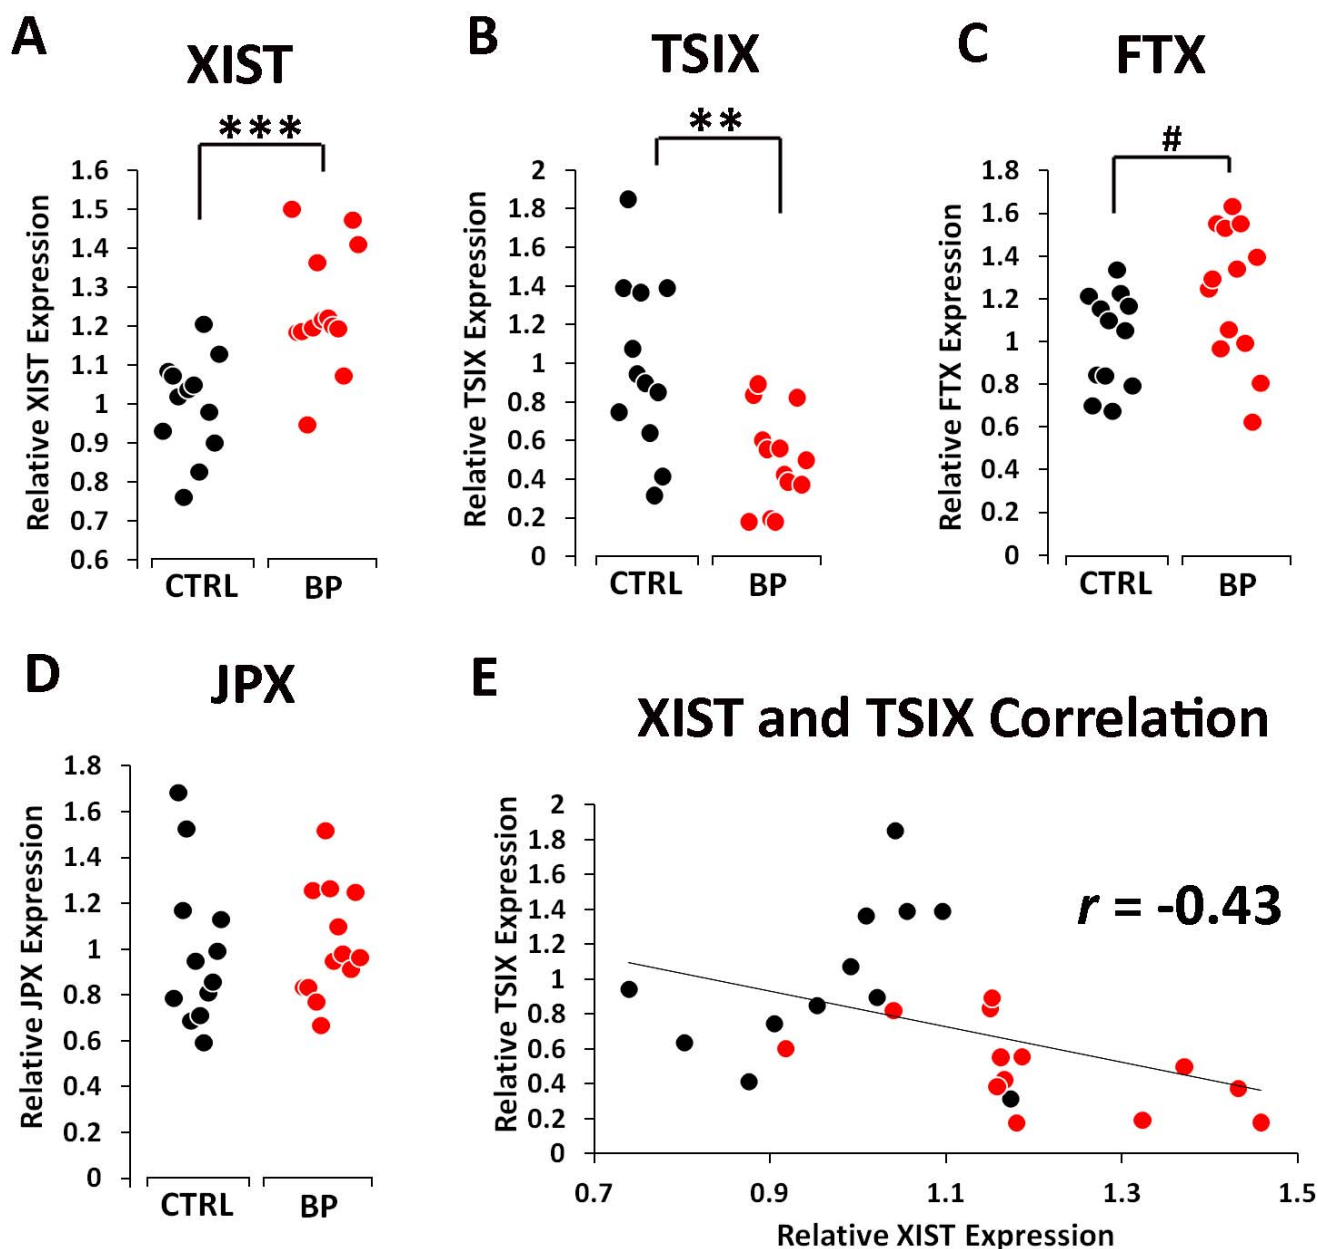 A
XIST
***
Relative XIST Expression
1.6
1.5
1.4
1.3
1.2
1.1
1
0.9
0.8
0.7
0.6
CTRL
BP
B
TSIX
**
Relative TSIX Expression
2
1.8
1.6
1.4
1.2
1
0.8
0.6
0.4
0.2
0
CTRL
BP
C
FTX
#
Relative FTX Expression
1.8
1.6
1.4
1.2
1
0.8
0.6
0.4
0.2
0
CTRL
BP
D
JPX
Relative JPX Expression
1.8
1.6
1.4
1.2
1
0.8
0.6
0.4
0.2
0
CTRL
BP
E
XIST and TSIX Correlation
Relative TSIX Expression
2
1.8
1.6
1.4
1.2
1
0.8
0.6
0.4
0.2
0
r = -0.43
0.7
0.9
1.1
1.3
1.5
Relative XIST Expression